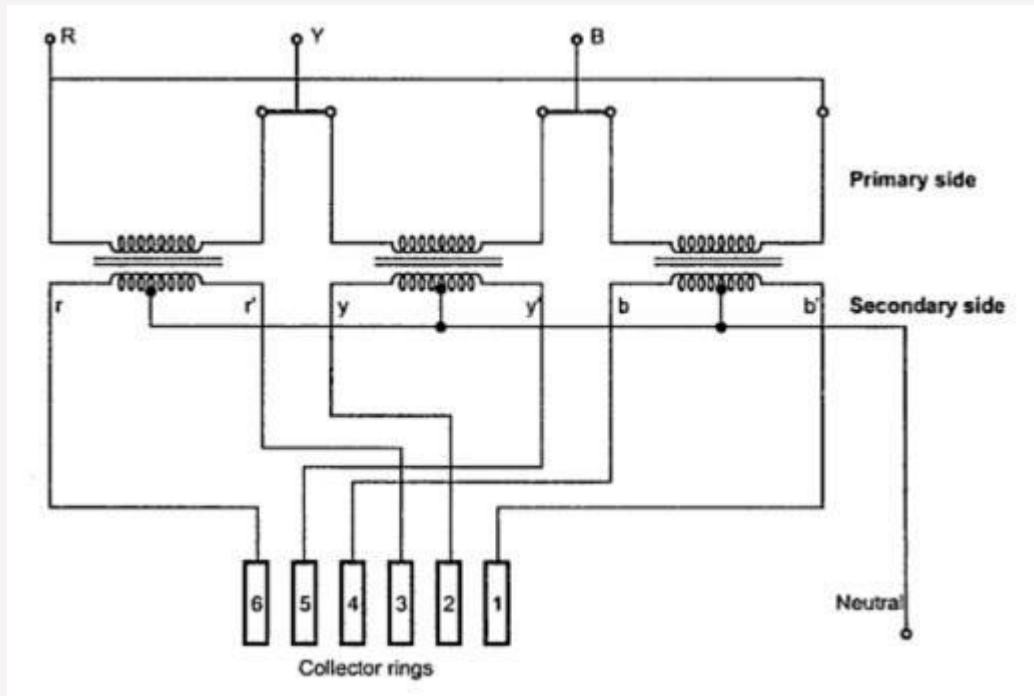 R Y B
Primary side
r r' y y' b b' Secondary side
6 5 4 3 2 1 Neutral
Collector rings